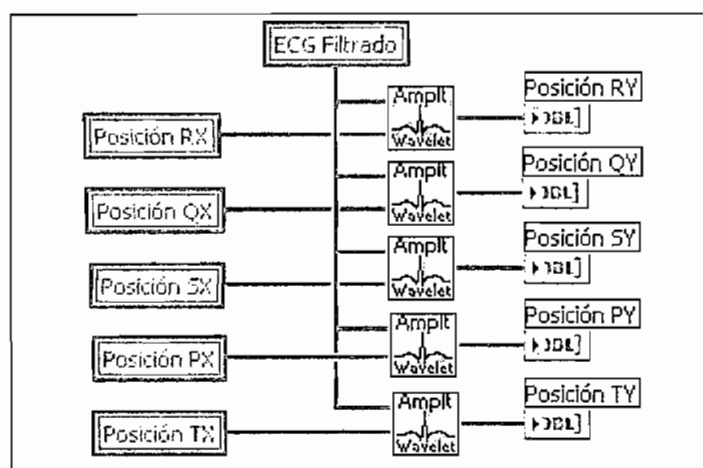 ECG Filtrado
Amplt
Wavelet
Posición RX
Posición RY
DBL]
Amplt
Wavelet
Posición QX
Posición QY
DBL]
Amplt
Wavelet
Posición SX
Posición SY
DBL]
Amplt
Wavelet
Posición PX
Posición PY
DBL]
Amplt
Wavelet
Posición TX
Posición TY
DBL]